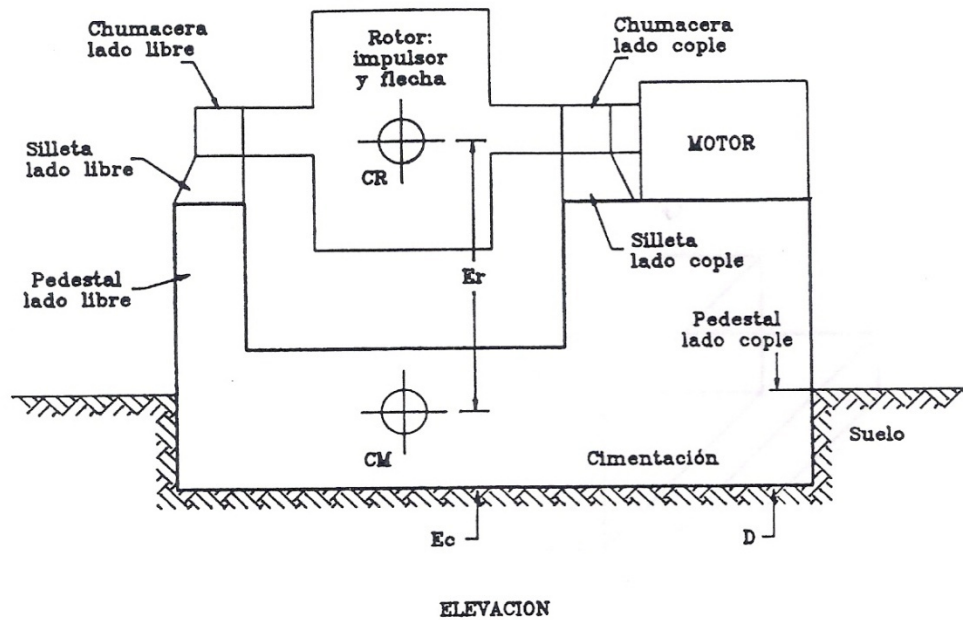 Chumacera
lado libre
Rotor:
impulsor
y flecha
Chumacera
lado cople
Silleta
lado libre
MOTOR
CR
Silleta
lado cople
Er
Pedestal
lado libre
Pedestal
lado cople
Suelo
CM
Cimentación
Ec
D
ELEVACION